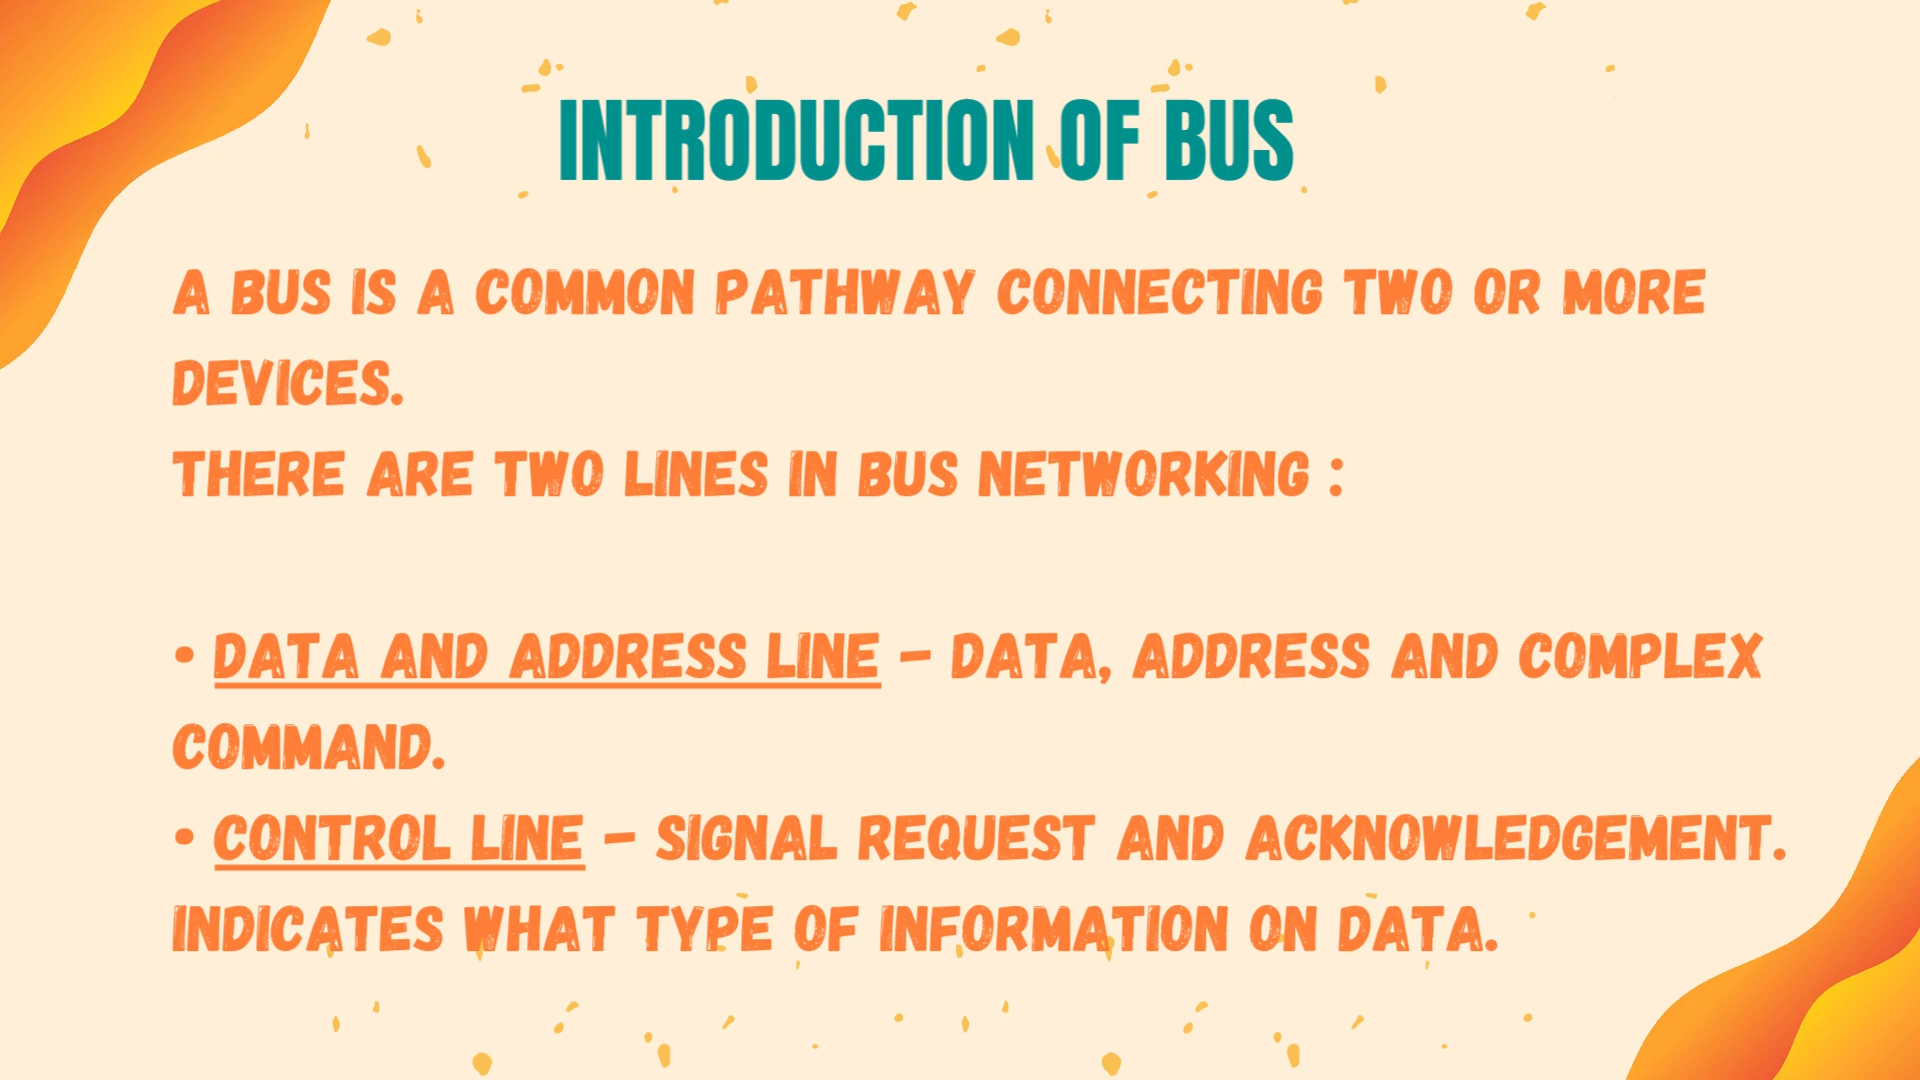 INTRODUCTION OF BUS
A BUS IS A COMMON PATHWAY CONNECTING TWO OR MORE
DEVICES.
THERE ARE TWO LINES IN BUS NETWORKING :
• DATA AND ADDRESS LINE – DATA, ADDRESS AND COMPLEX
COMMAND.
• CONTROL LINE – SIGNAL REQUEST AND ACKNOWLEDGEMENT.
INDICATES WHAT TYPE OF INFORMATION ON DATA.